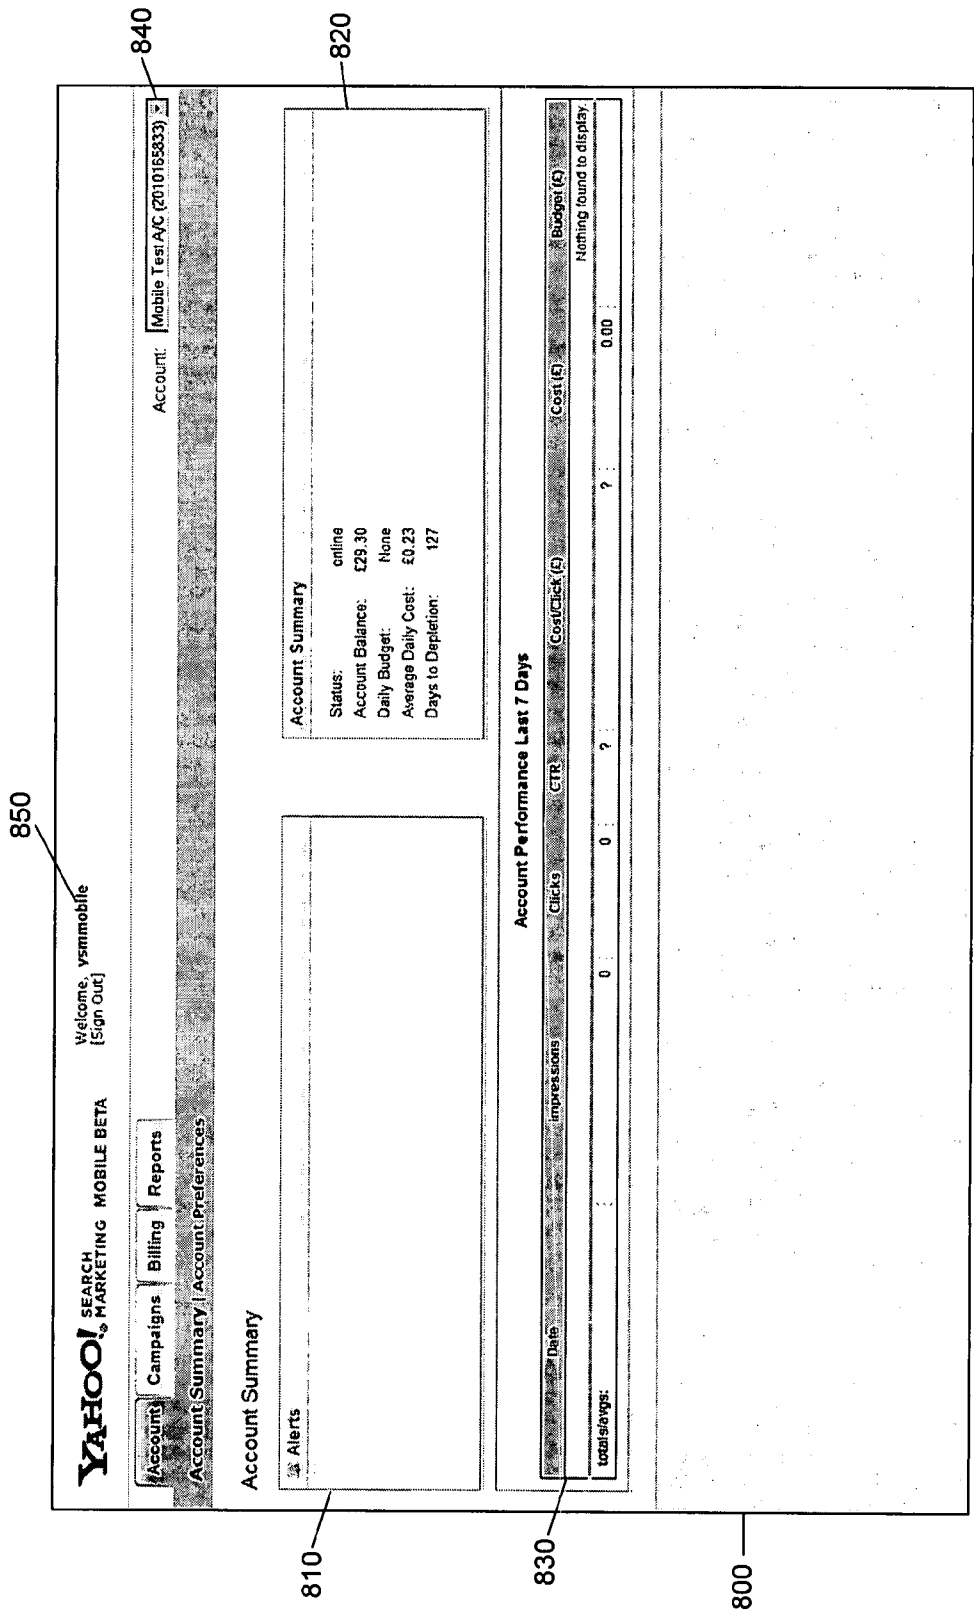 850
YAHOO! SEARCH MARKETING MOBILE BETA
Welcome, ysmmobile
[Sign Out]
840
Accounts Campaigns Billing Reports
Account: Mobile Test A/C (2010165833)
Account Summary | Account Preferences
Account Summary
810
Alerts
820
Account Summary
Status: online
Account Balance: £29.30
Daily Budget: None
Average Daily Cost: £0.23
Days to Depletion: 127
Account Performance Last 7 Days
830
Date Impressions Clicks CTR Cost/Click (£) Cost (£) Budget (£)
Nothing found to display.
totals/avgs: 0 0 ? ? 0.00
800